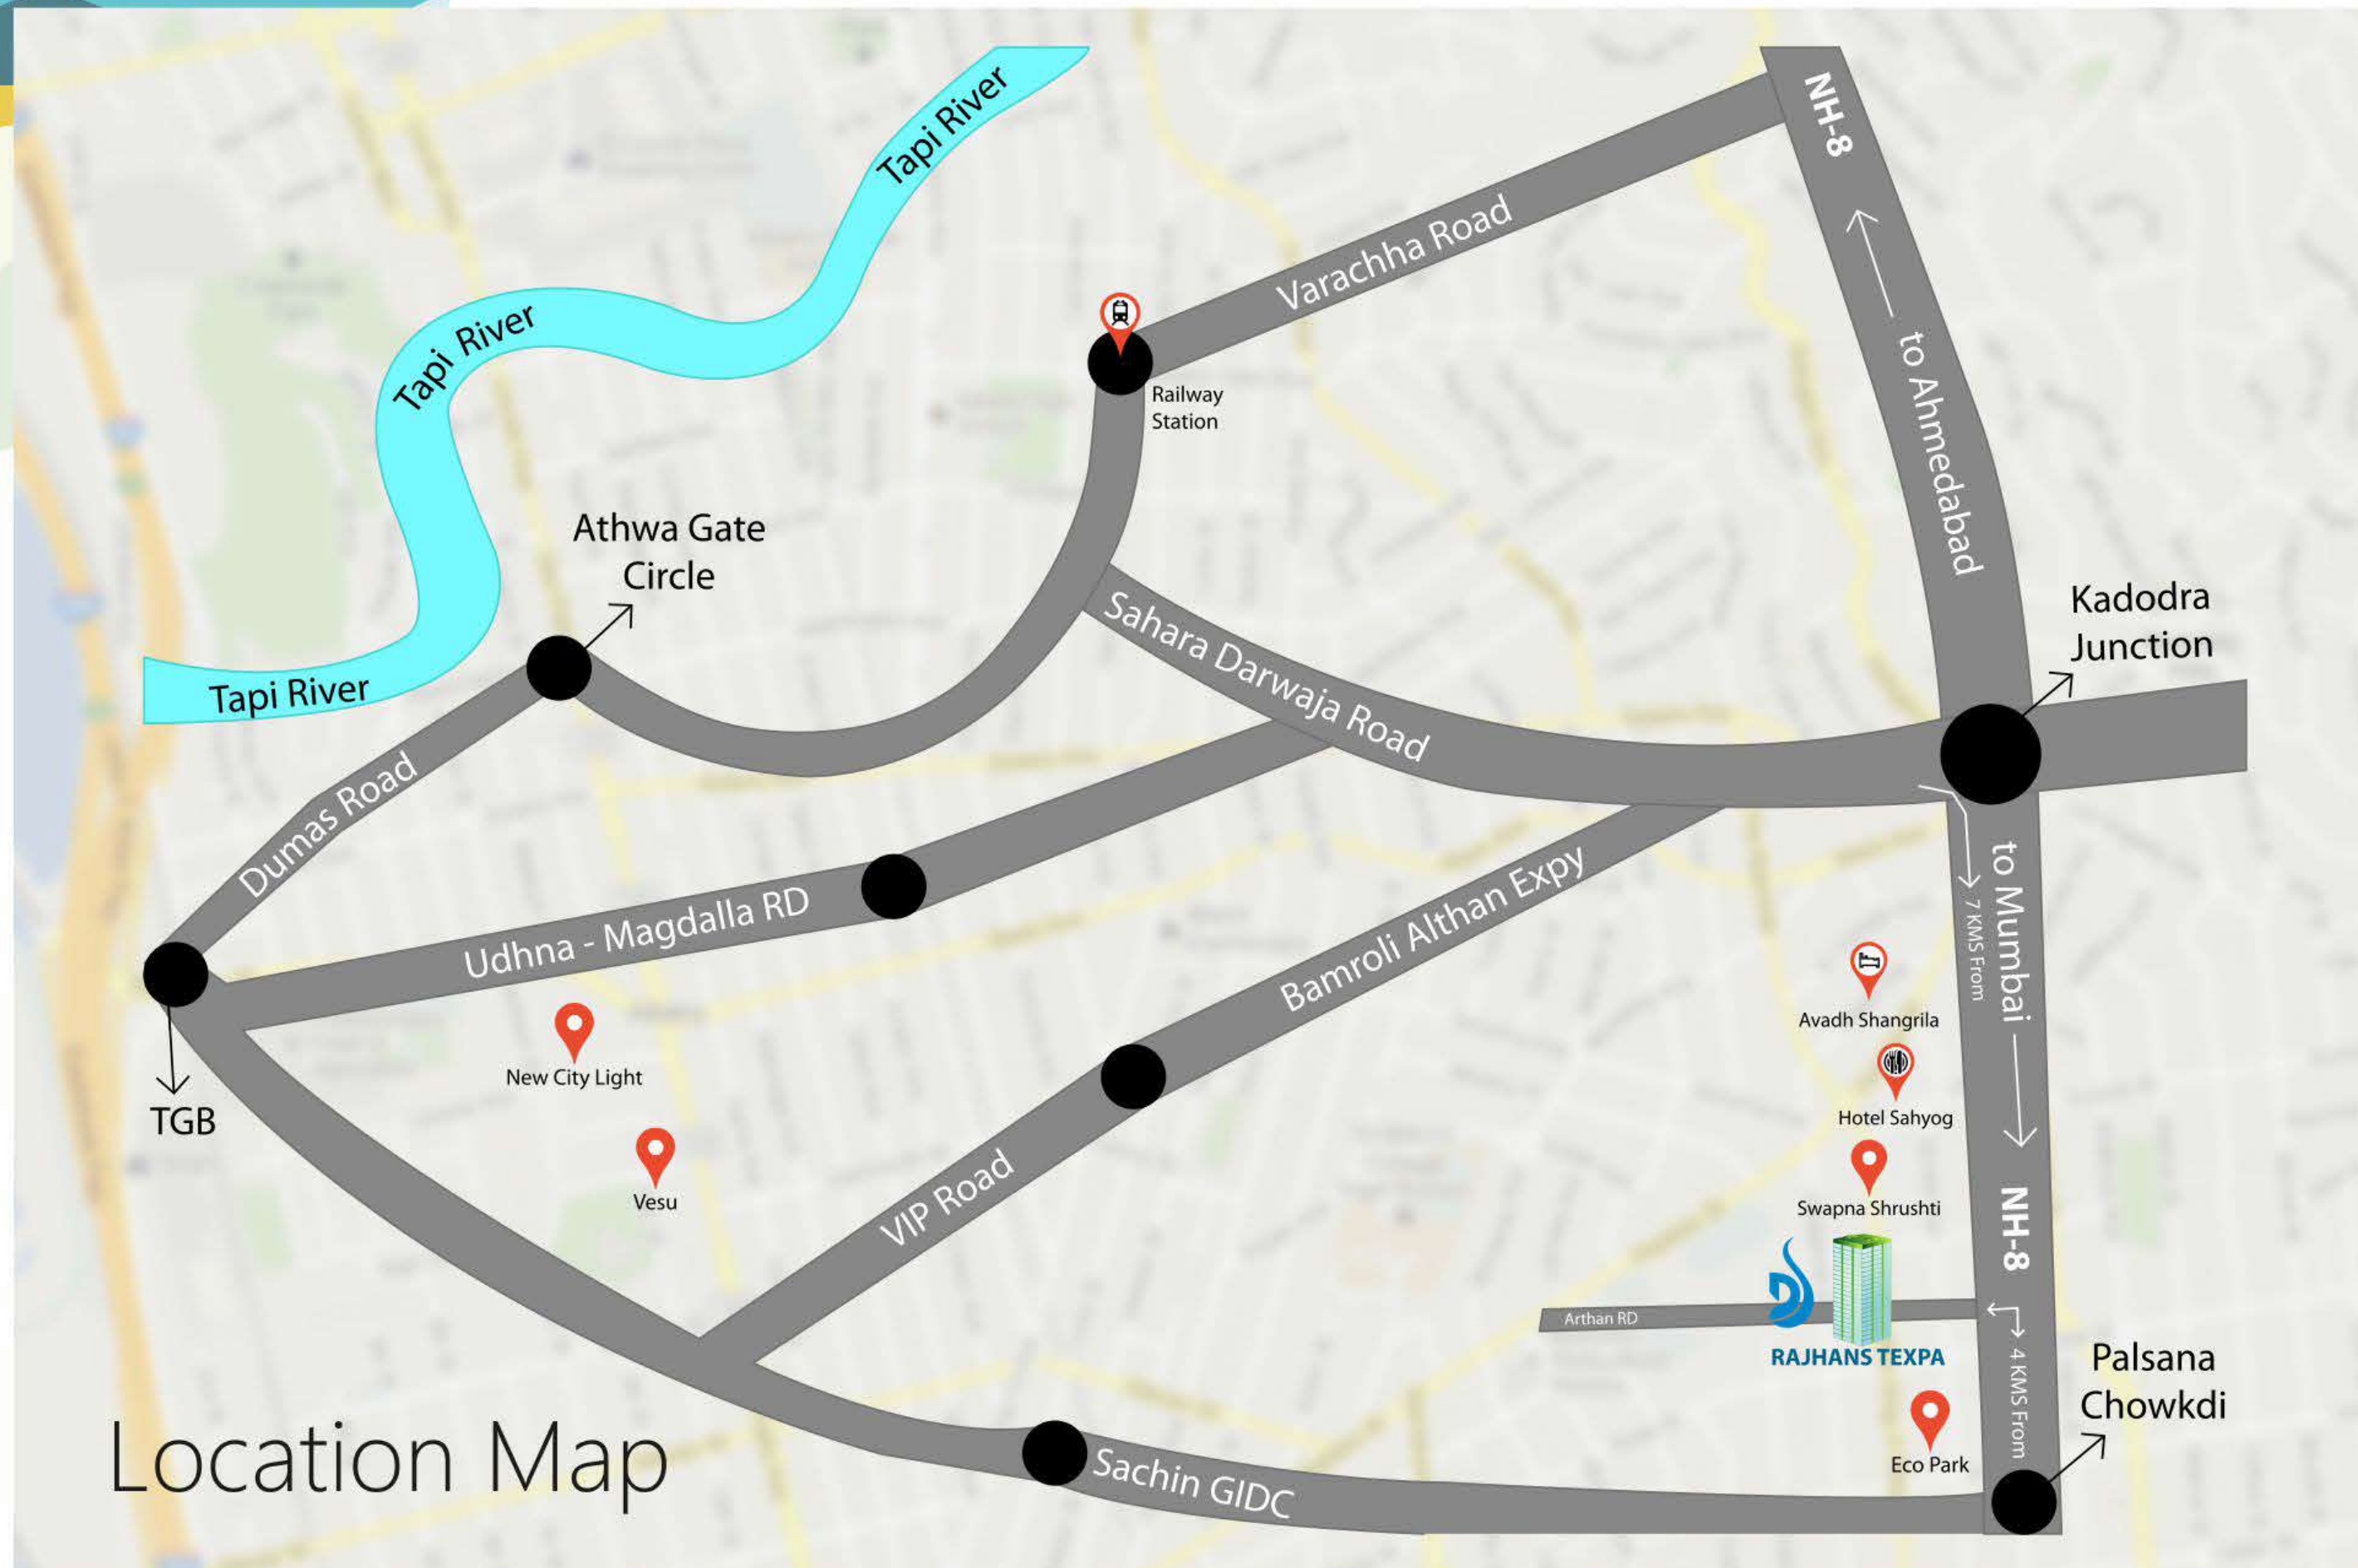 Tapi River
NH-8
Varachha Road
Tapi River
to Ahmedabad
Railway
Station
Athwa Gate
Circle
Kadodra
Junction
Sahara Darwaja Road
Tapi River
Dumas Road
Udhna - Magdalla RD
Bamroli Althan Expy
to Mumbai
7 KMS From
Avadh Shangrila
New City Light
TGB
Hotel Sahyog
Vesu
VIP Road
Swapna Shrushti
NH-8
Arthan RD
RAJHANS TEXPA
4 KMS From
Palsana
Chowkdi
Eco Park
Sachin GIDC
Location Map